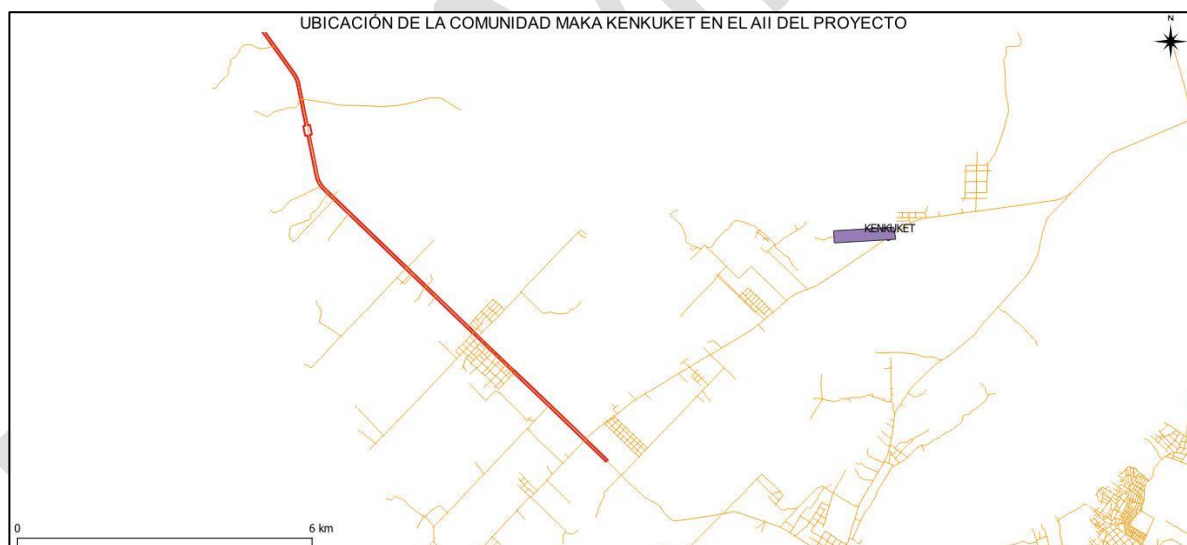 UBICACIÓN DE LA COMUNIDAD MAKA KENKUKET EN EL AII DEL PROYECTO
N
KENKUKET
0 6 km